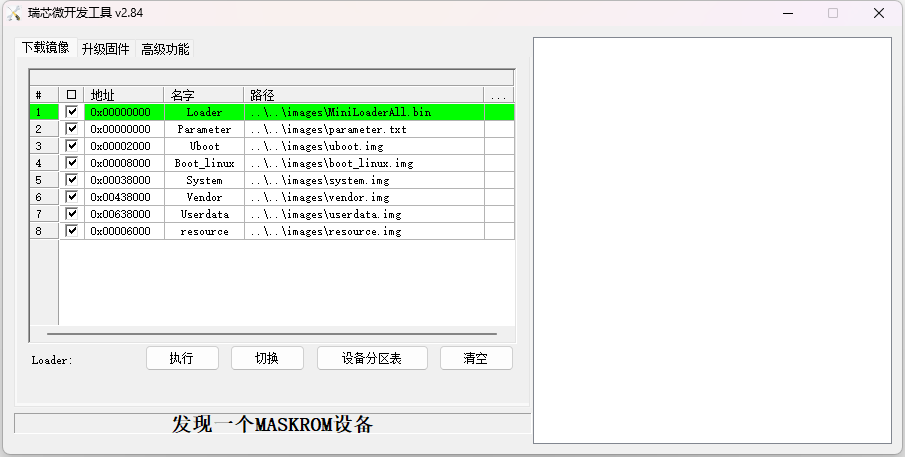 瑞芯微开发工具 v2.84
下载镜像 升级固件 高级功能
# 地址 名字 路径 ...
1 0x00000000 Loader ..\..\images\MiniLoaderAll.bin
2 0x00000000 Parameter ..\..\images\parameter.txt
3 0x00002000 Uboot ..\..\images\uboot.img
4 0x00008000 Boot_linux ..\..\images\boot_linux.img
5 0x00038000 System ..\..\images\system.img
6 0x00438000 Vendor ..\..\images\vendor.img
7 0x00638000 Userdata ..\..\images\userdata.img
8 0x00006000 resource ..\..\images\resource.img
Loader: 执行 切换 设备分区表 清空
发现一个MASKROM设备